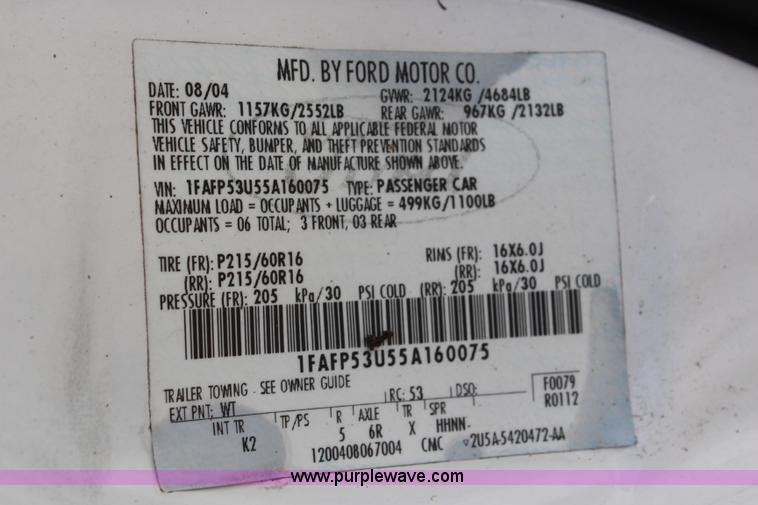 MFD. BY FORD MOTOR CO.
DATE: 08/04 GVWR: 2124KG /4684LB
FRONT GAWR: 1157KG/2552LB REAR GAWR: 967KG /2132LB
THIS VEHICLE CONFORMS TO ALL APPLICABLE FEDERAL MOTOR
VEHICLE SAFETY, BUMPER, AND THEFT PREVENTION STANDARDS
IN EFFECT ON THE DATE OF MANUFACTURE SHOWN ABOVE.
VIN: 1FAFP53U55A160075 TYPE: PASSENGER CAR
MAXIMUM LOAD = OCCUPANTS + LUGGAGE = 499KG/1100LB
OCCUPANTS = 06 TOTAL; 3 FRONT, 03 REAR
TIRE (FR): P215/60R16 RIMS (FR): 16X6.0J
(RR): P215/60R16 (RR): 16X6.0J
PRESSURE (FR): 205 kPa/30 PSI COLD (RR): 205 kPa/30 PSI COLD
1FAFP53U55A160075
TRAILER TOWING - SEE OWNER GUIDE
EXT PNT: WT RC: 53 DSO: F0079
R0112
INT TR TP/PS R AXLE TR SPR
K2 5 6R X HHNN
1200408067004 CMC ▽2U5A-5420472-AA
www.purplewave.com